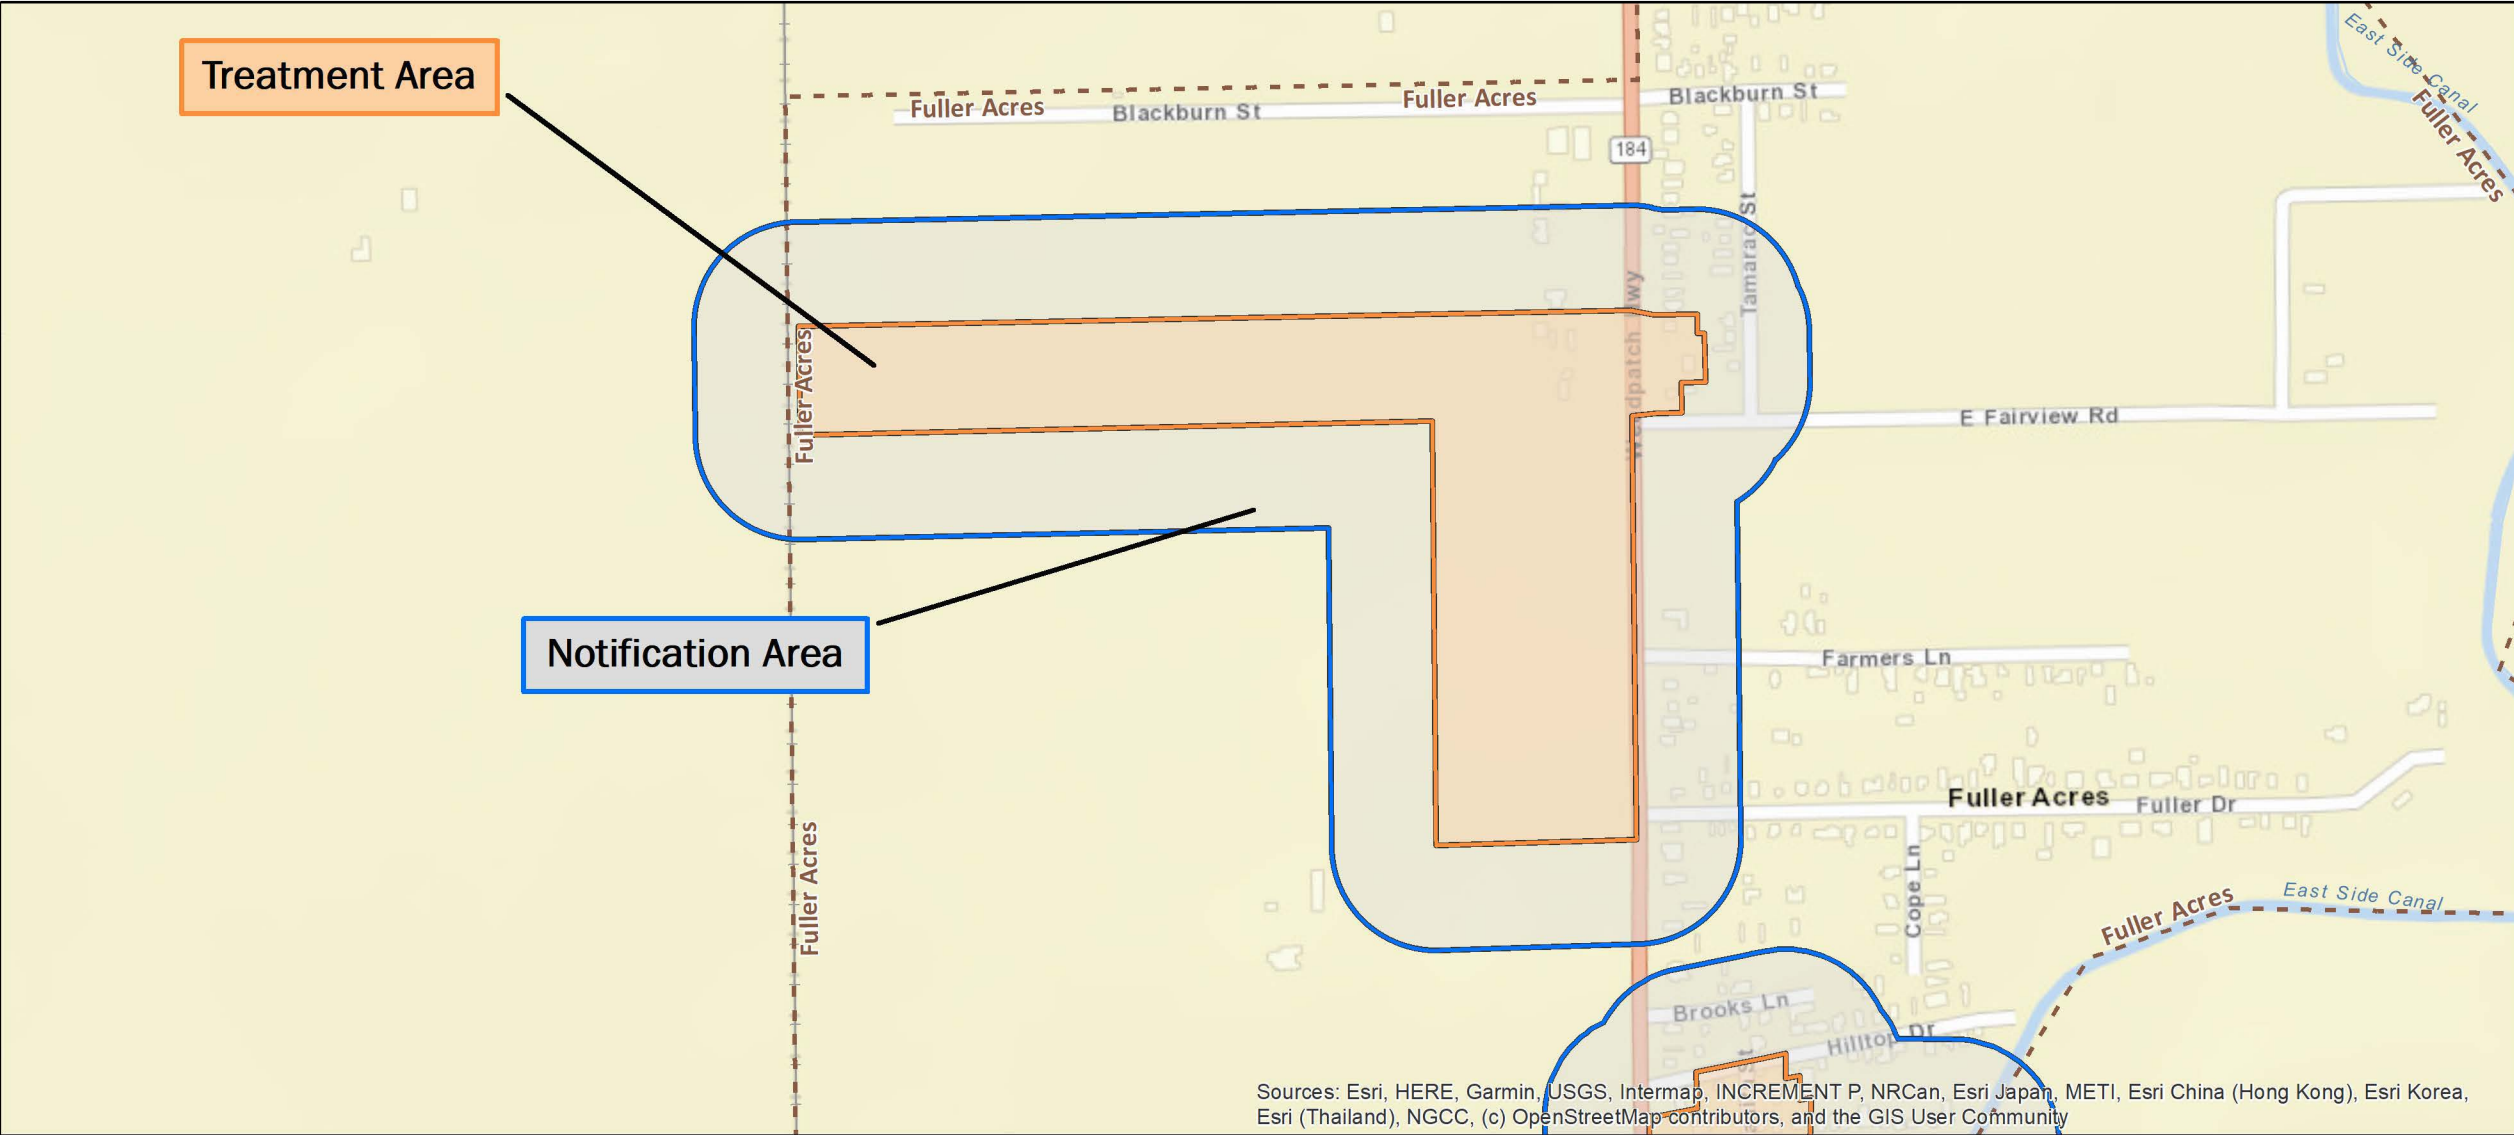 East Side Canal
Treatment Area
Fuller Acres
Blackburn St
Fuller Acres
Blackburn St
Fuller Acres
184
Tamarac St
Fuller Acres
E Fairview Rd
Notification Area
Farmers Ln
Fuller Acres
Fuller Dr
Fuller Acres
Cope Ln
East Side Canal
Fuller Acres
Brooks Ln
Hilltop Dr
Sources: Esri, HERE, Garmin, USGS, Intermap, INCREMENT P, NRCan, Esri Japan, METI, Esri China (Hong Kong), Esri Korea,
Esri (Thailand), NGCC, (c) OpenStreetMap contributors, and the GIS User Community